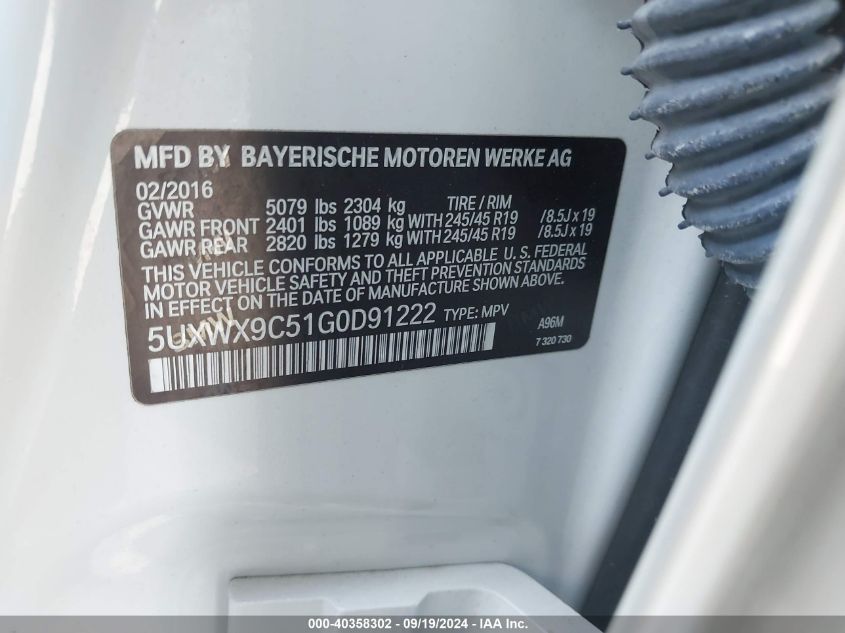 MFD BY BAYERISCHE MOTOREN WERKE AG
02/2016
GVWR 5079 lbs 2304 kg TIRE / RIM
GAWR FRONT 2401 lbs 1089 kg WITH 245/45 R19 /8.5J x 19
GAWR REAR 2820 lbs 1279 kg WITH 245/45 R19 /8.5J x 19
THIS VEHICLE CONFORMS TO ALL APPLICABLE U. S. FEDERAL
MOTOR VEHICLE SAFETY AND THEFT PREVENTION STANDARDS
IN EFFECT ON THE DATE OF MANUFACTURE SHOWN ABOVE.
5UXWX9C51G0D91222 TYPE: MPV A96M
7 320 730
000-40358302 - 09/19/2024 - IAA Inc.